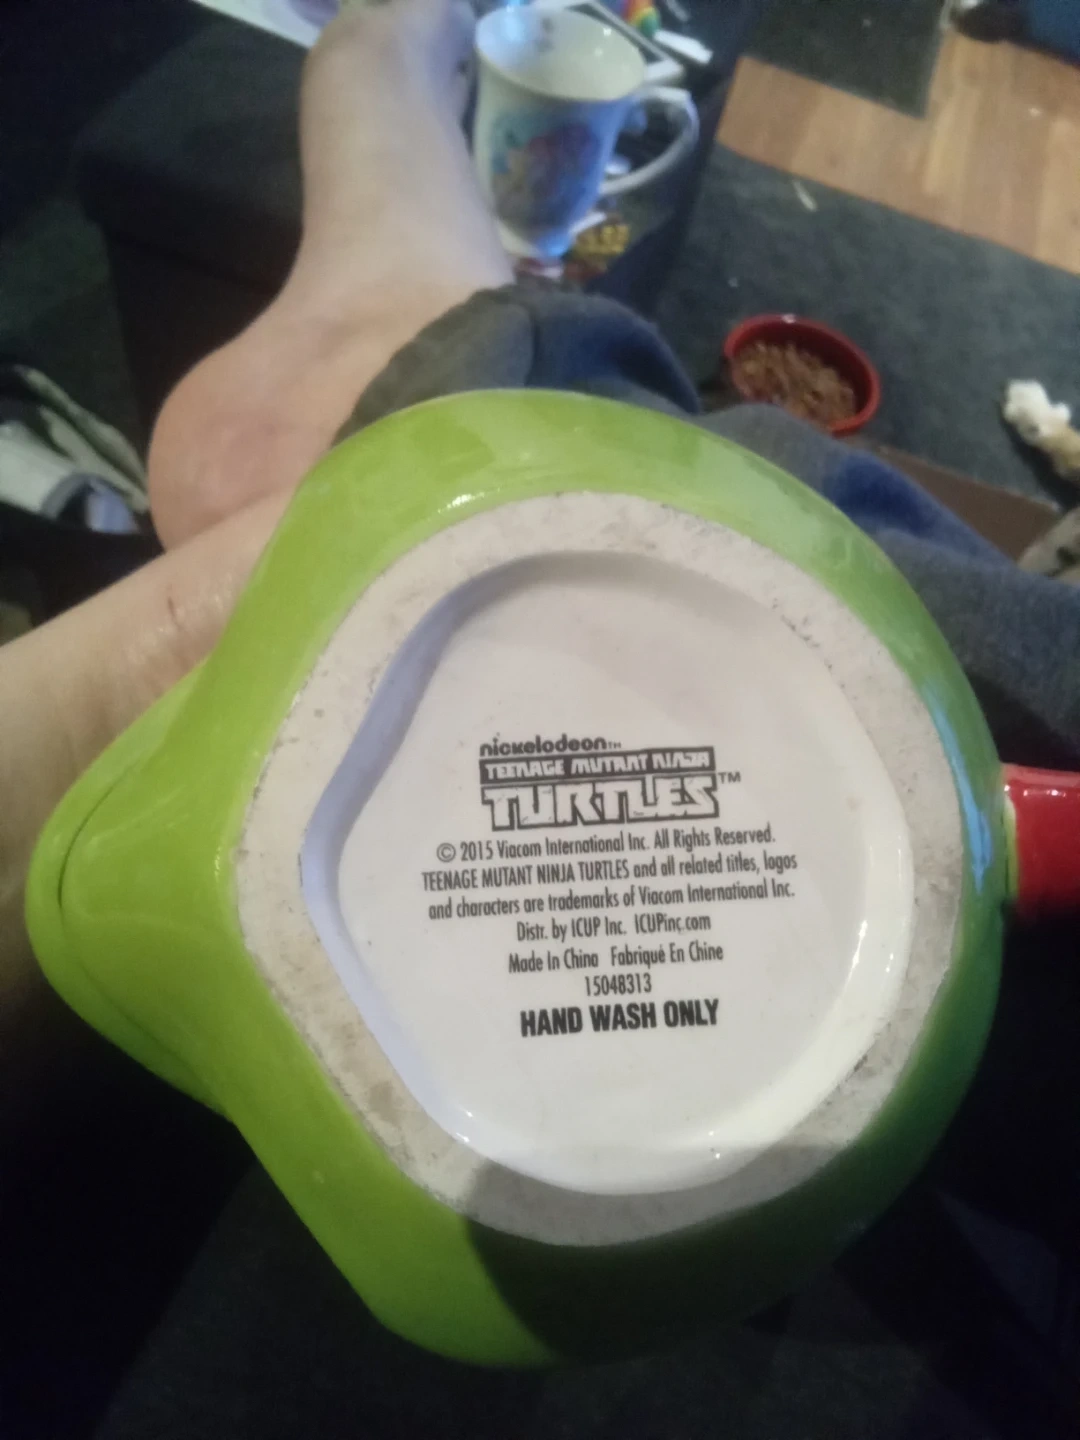 nickelodeon™
TEENAGE MUTANT NINJA
TURTLES™
© 2015 Viacom International Inc. All Rights Reserved.
TEENAGE MUTANT NINJA TURTLES and all related titles, logos
and characters are trademarks of Viacom International Inc.
Distr. by ICUP Inc. ICUPinc.com
Made In China Fabriqué En Chine
15048313
HAND WASH ONLY